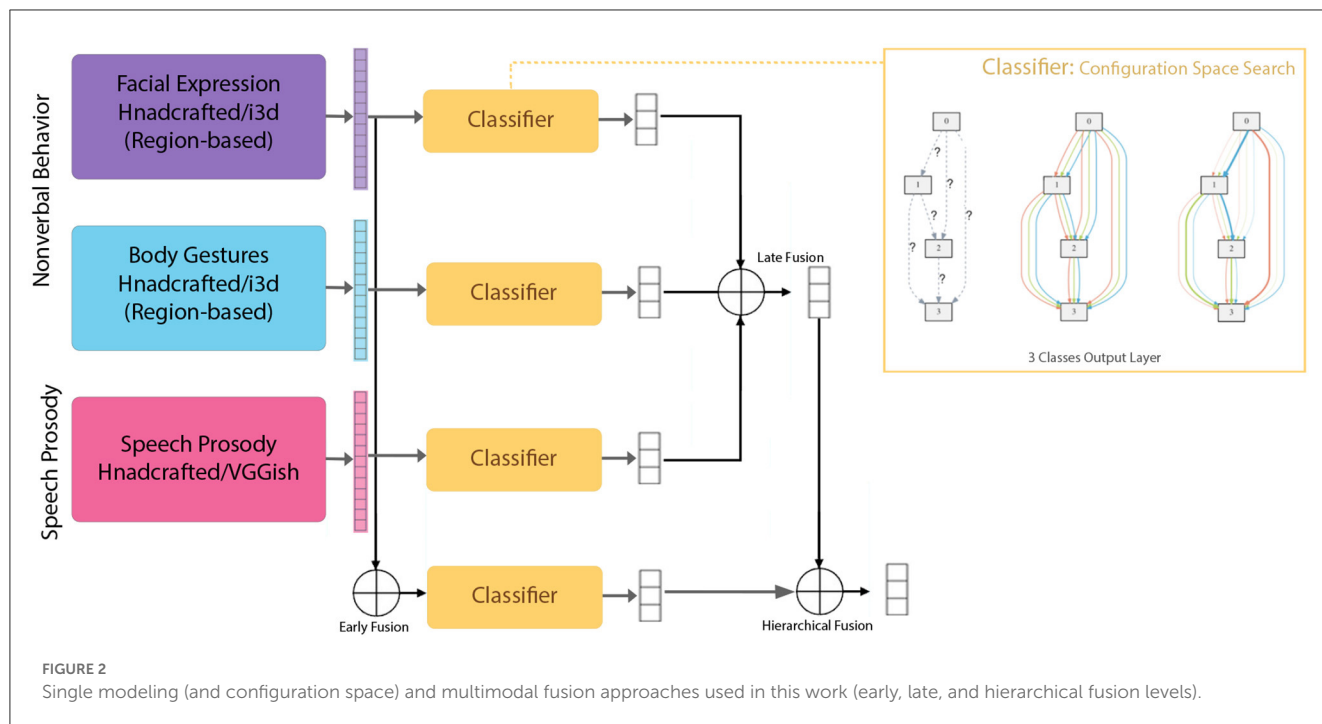 Nonverbal Behavior
Facial Expression
Hnadcrafted/i3d
(Region-based)
Classifier
Body Gestures
Hnadcrafted/i3d
(Region-based)
Classifier
Late Fusion
Speech Prosody
Speech Prosody
Hnadcrafted/VGGish
Classifier
Classifier
Early Fusion
Hierarchical Fusion
Classifier: Configuration Space Search
0
?
1
?
?
?
2
?
3
0
1
2
3
0
1
2
3
3 Classes Output Layer
FIGURE 2
Single modeling (and configuration space) and multimodal fusion approaches used in this work (early, late, and hierarchical fusion levels).